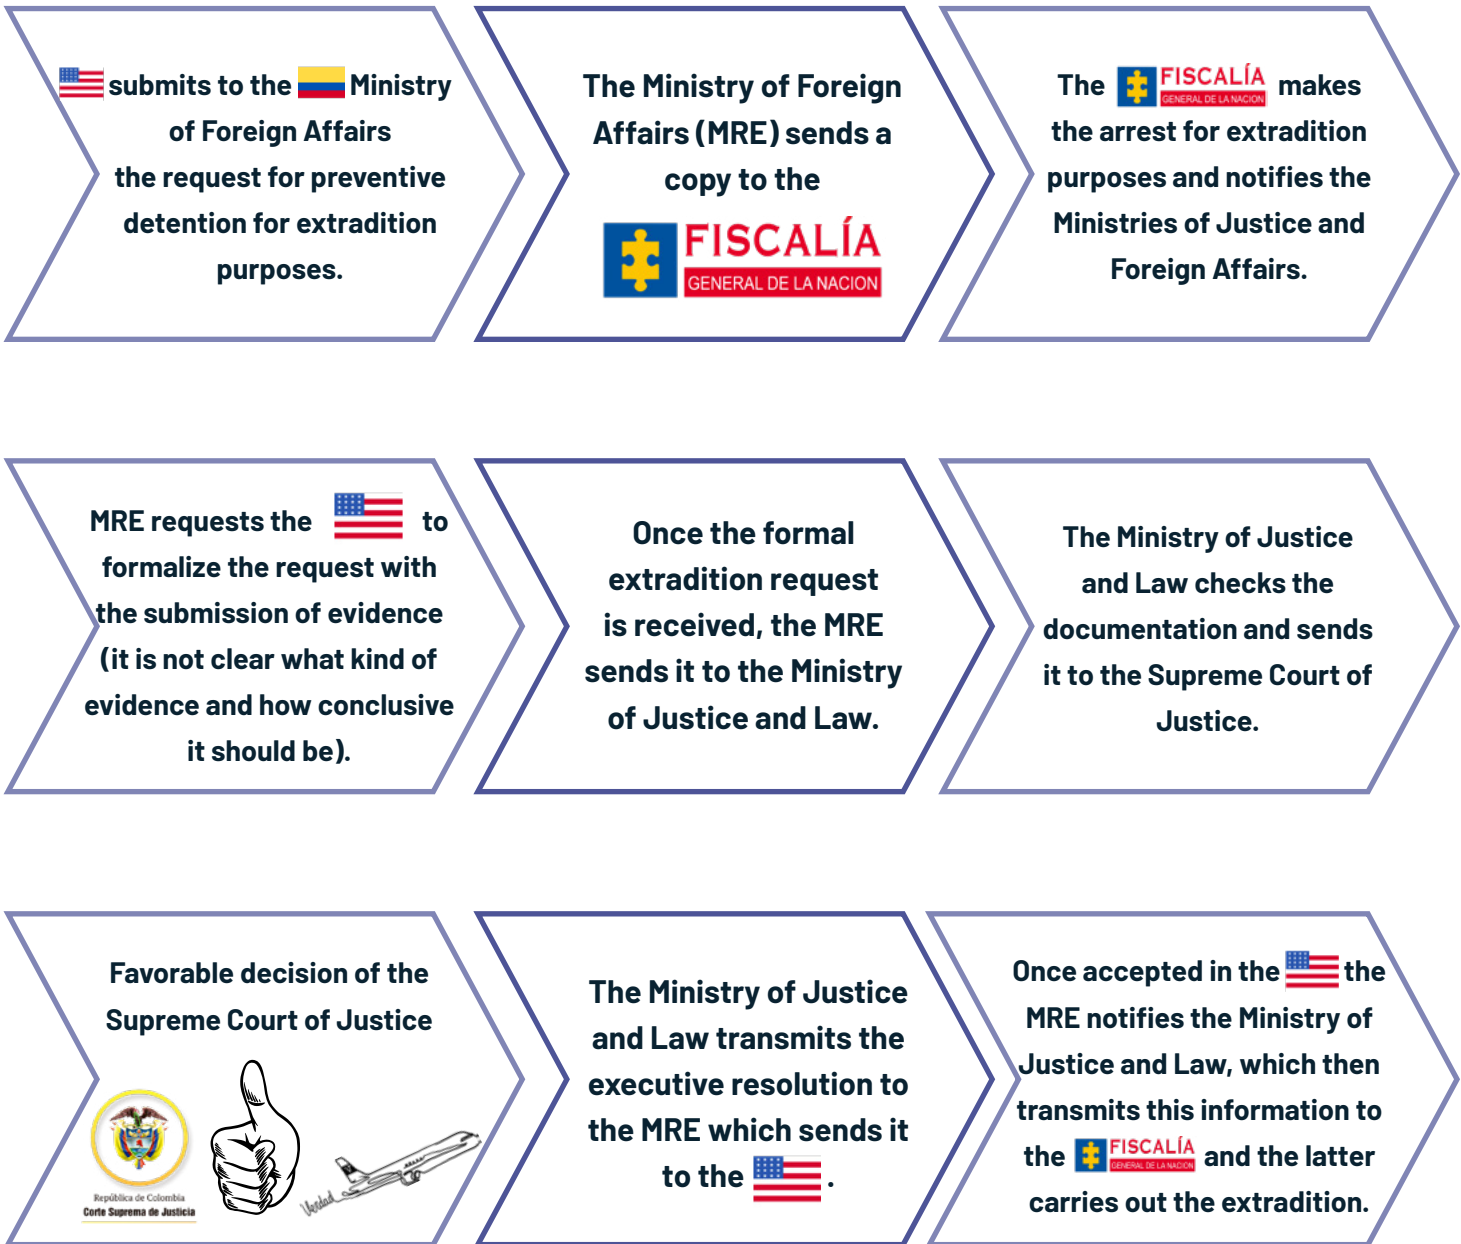 submits to the Ministry
of Foreign Affairs
the request for preventive
detention for extradition
purposes.
The Ministry of Foreign
Affairs (MRE) sends a
copy to the
FISCALÍA
GENERAL DE LA NACION
The FISCALÍA makes
GENERAL DE LA NACION
the arrest for extradition
purposes and notifies the
Ministries of Justice and
Foreign Affairs.
MRE requests the to
formalize the request with
the submission of evidence
(it is not clear what kind of
evidence and how conclusive
it should be).
Once the formal
extradition request
is received, the MRE
sends it to the Ministry
of Justice and Law.
The Ministry of Justice
and Law checks the
documentation and sends
it to the Supreme Court of
Justice.
Favorable decision of the
Supreme Court of Justice
República de Colombia
Corte Suprema de Justicia
Verdad
The Ministry of Justice
and Law transmits the
executive resolution to
the MRE which sends it
to the .
Once accepted in the the
MRE notifies the Ministry of
Justice and Law, which then
transmits this information to
the FISCALÍA and the latter
GENERAL DE LA NACION
carries out the extradition.